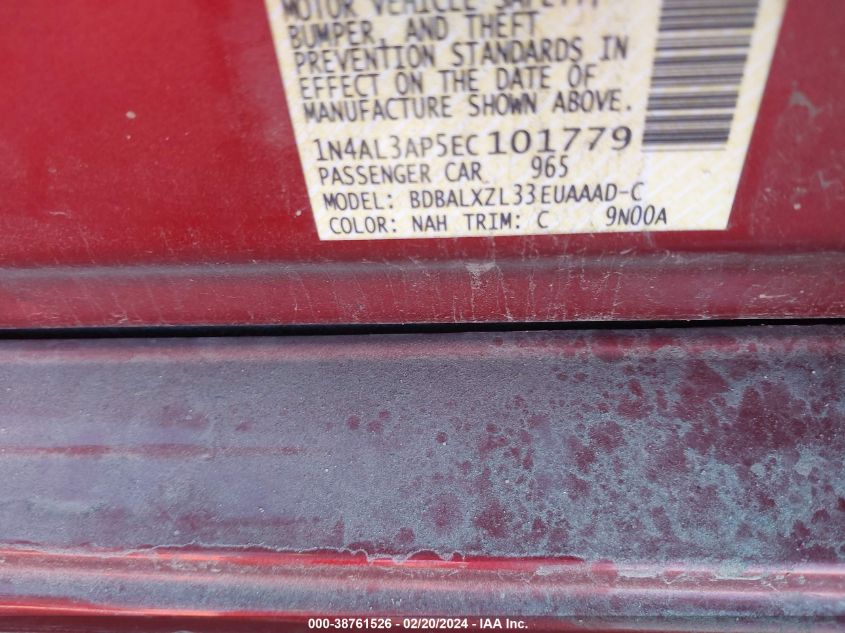 MOTOR VEHICLE SAFETY,
BUMPER, AND THEFT
PREVENTION STANDARDS IN
EFFECT ON THE DATE OF
MANUFACTURE SHOWN ABOVE.
1N4AL3AP5EC101779
PASSENGER CAR 965
MODEL: BDBALXZL33EUAAAD-C
COLOR: NAH TRIM: C 9N00A
000-38761526 - 02/20/2024 - IAA Inc.